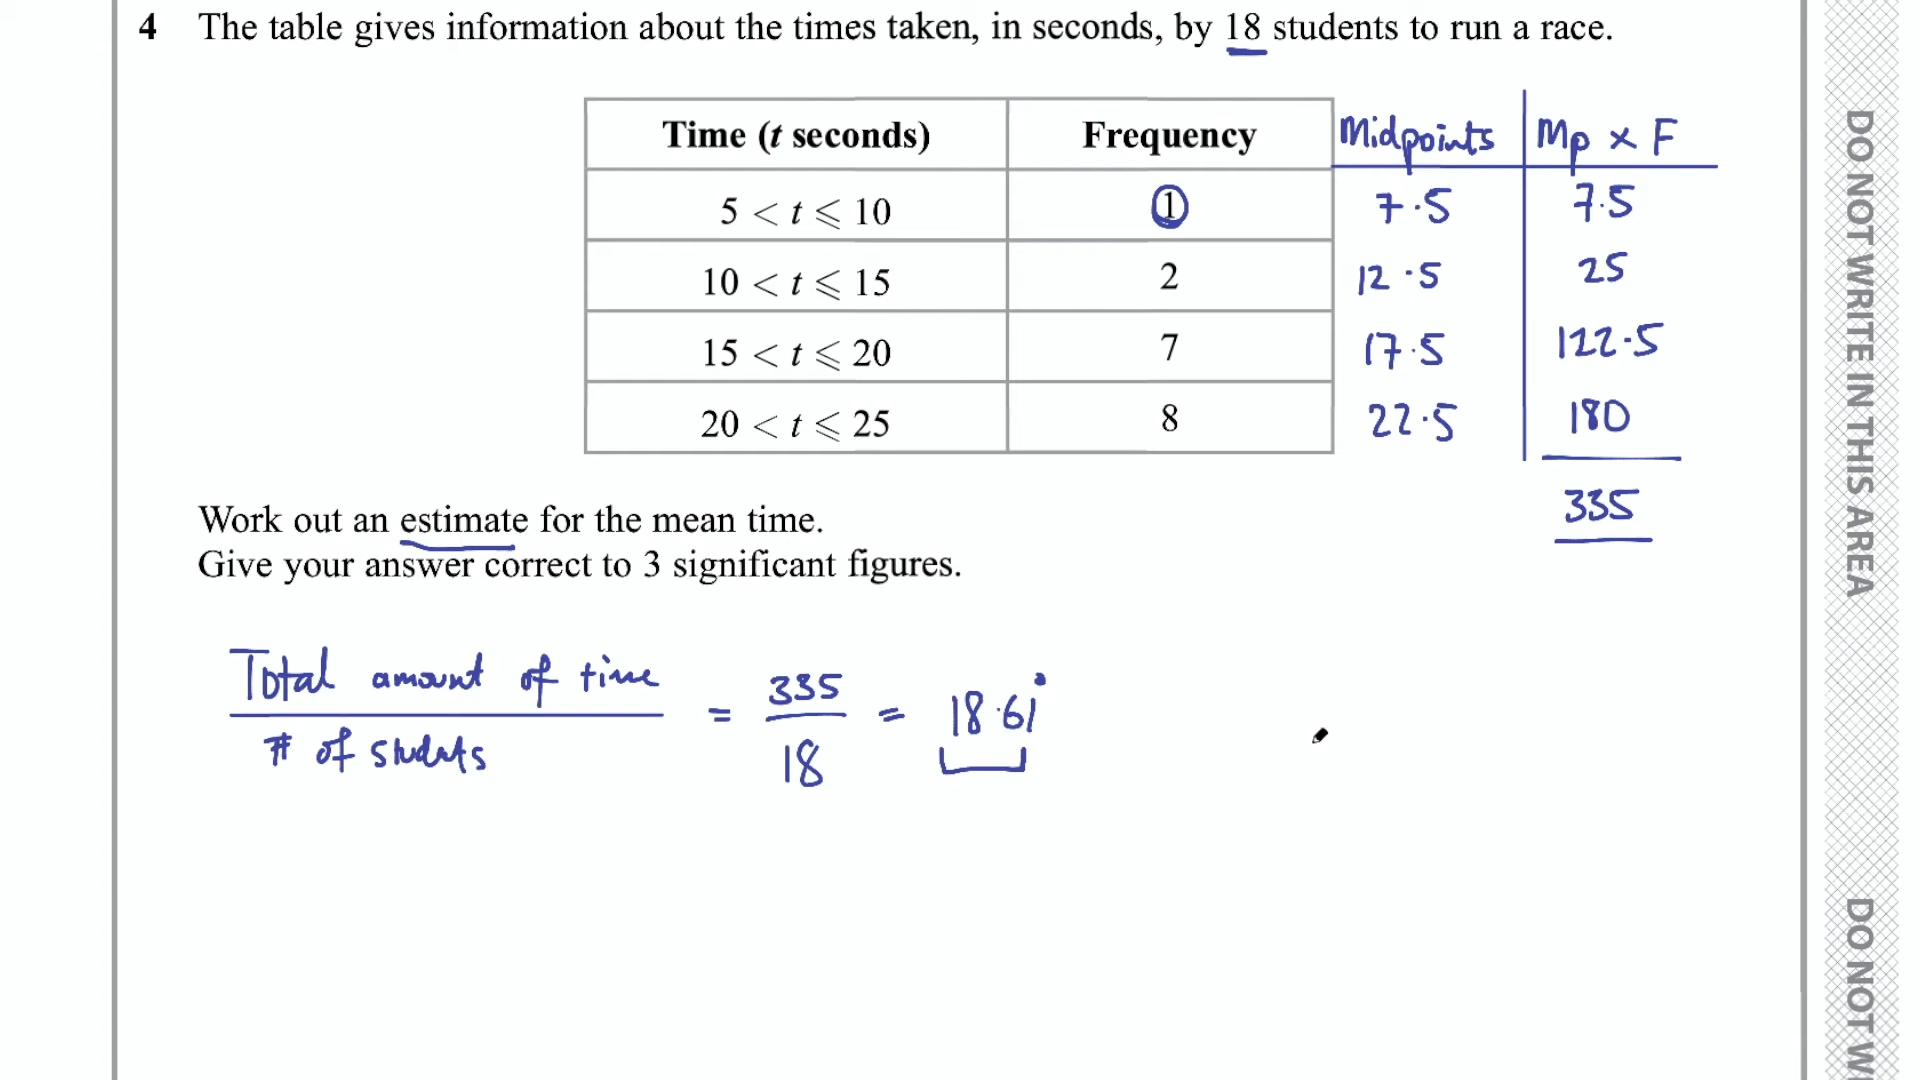 4 The table gives information about the times taken, in seconds, by 18 students to run a race.
Time (t seconds) Frequency Midpoints Mp × F
5 < t ⩽ 10 1 7.5 7.5
10 < t ⩽ 15 2 12.5 25
15 < t ⩽ 20 7 17.5 122.5
20 < t ⩽ 25 8 22.5 180
335
Work out an estimate for the mean time.
Give your answer correct to 3 significant figures.
Total amount of time / # of students = 335 / 18 = 18.61̇
DO NOT WRITE IN THIS AREA
DO NOT W